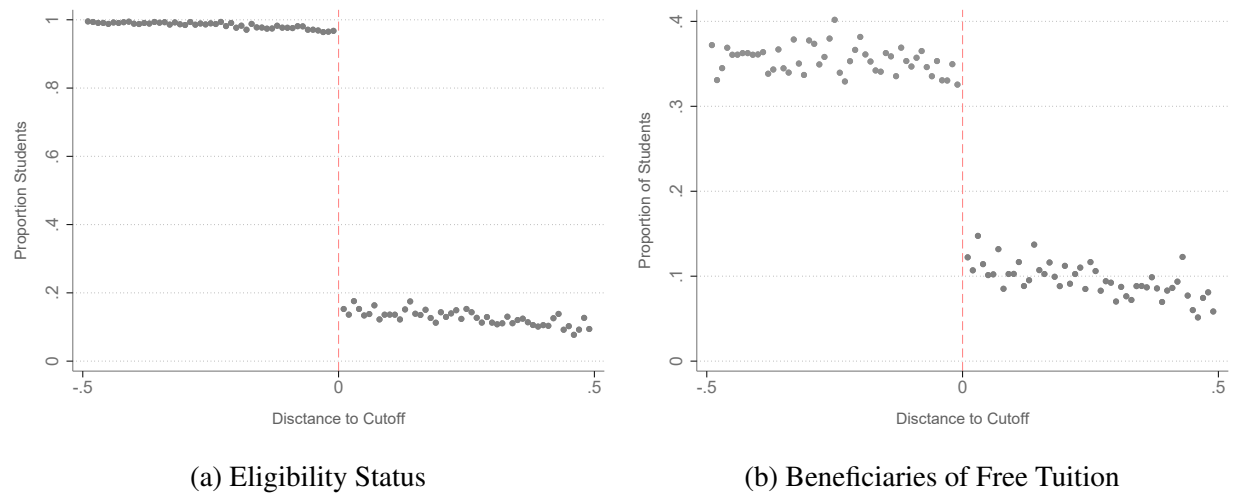 Proportion Students
1
.8
.6
.4
.2
0
-.5
0
.5
Disctance to Cutoff
(a) Eligibility Status
Proportion of Students
.4
.3
.2
.1
0
-.5
0
.5
Disctance to Cutoff
(b) Beneficiaries of Free Tuition